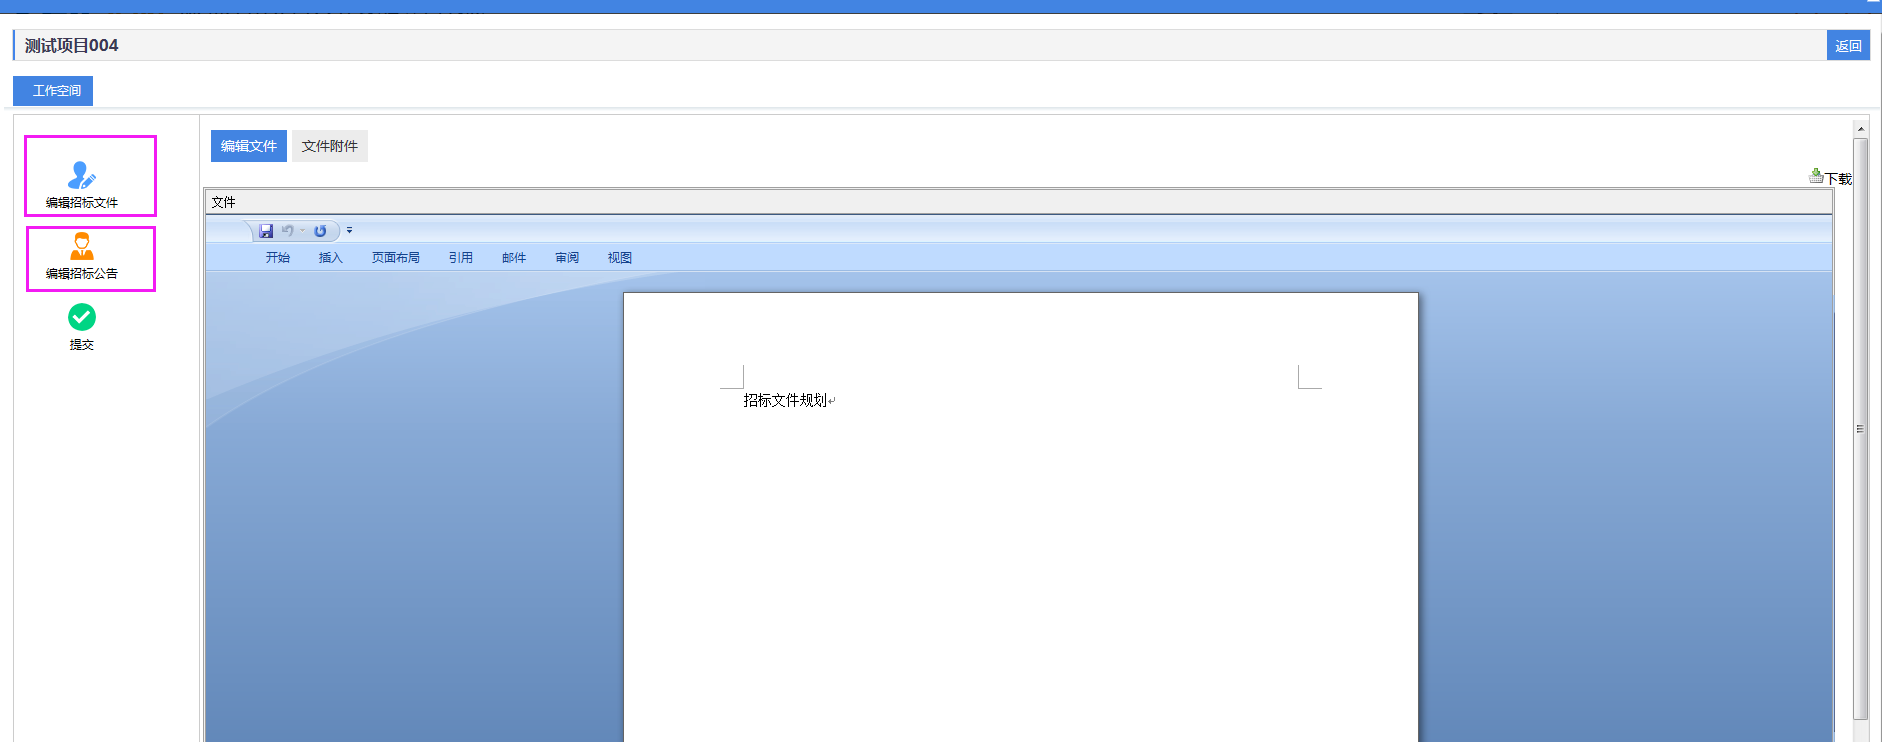 测试项目004
返回
工作空间
编辑招标文件
编辑招标公告
提交
编辑文件 文件附件
下载
文件
开始 插入 页面布局 引用 邮件 审阅 视图
招标文件规划